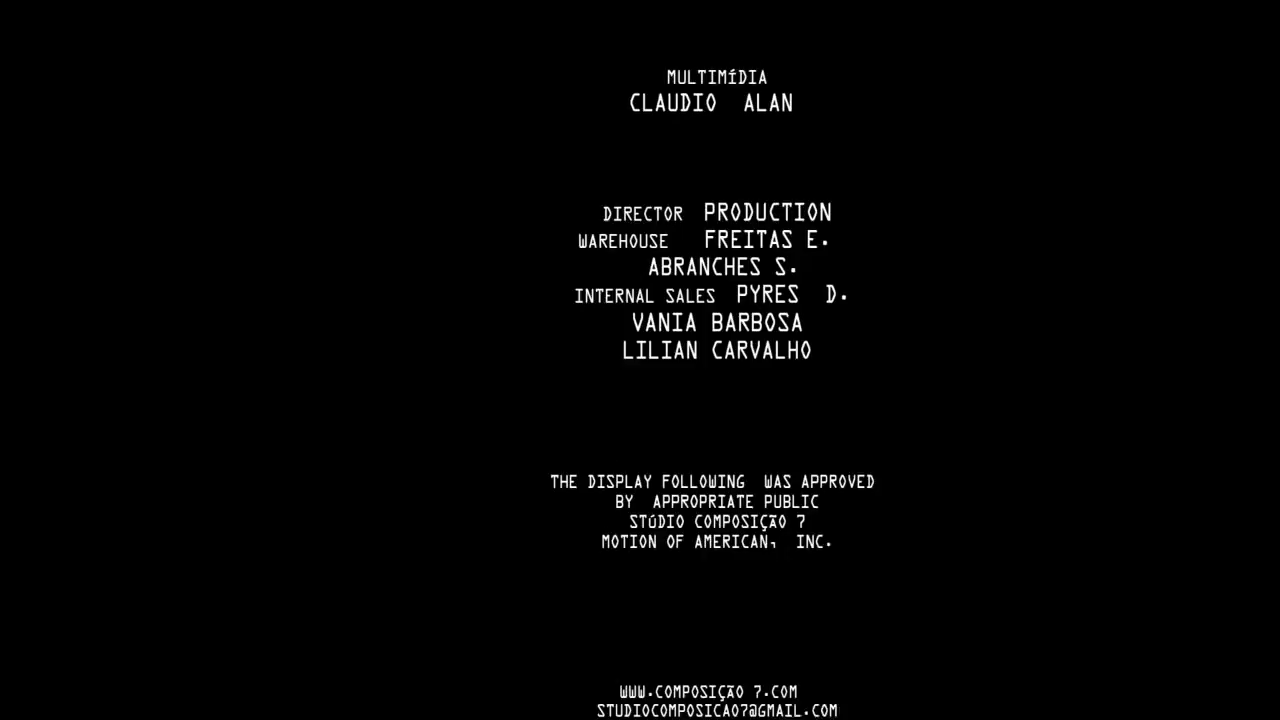 MULTIMÍDIA
CLAUDIO ALAN
DIRECTOR PRODUCTION
WAREHOUSE FREITAS E.
ABRANCHES S.
INTERNAL SALES PYRES D.
VANIA BARBOSA
LILIAN CARVALHO
THE DISPLAY FOLLOWING WAS APPROVED
BY APPROPRIATE PUBLIC
STÚDIO COMPOSIÇÃO 7
MOTION OF AMERICAN, INC.
WWW.COMPOSIÇÃO 7.COM
STUDIOCOMPOSICAO7@GMAIL.COM